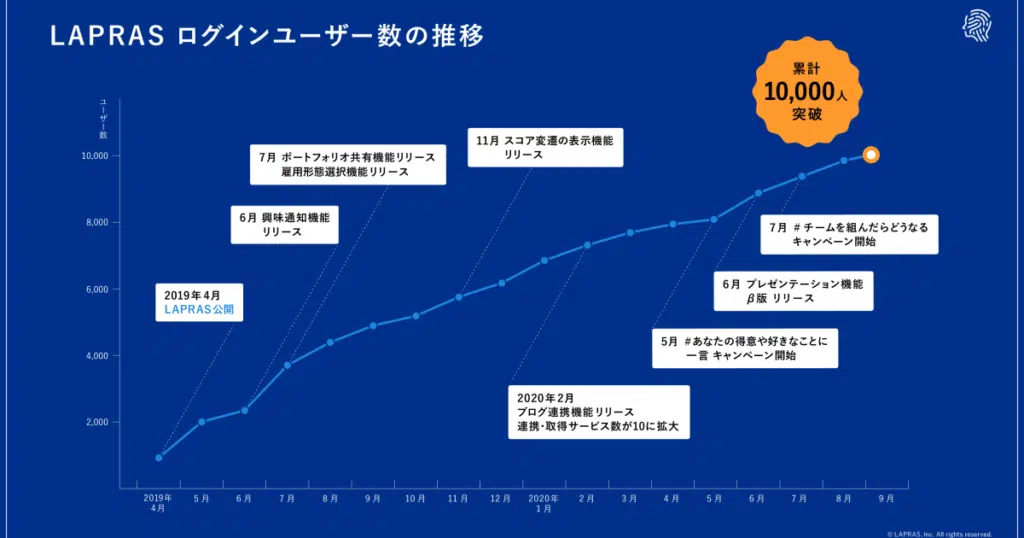 LAPRAS ログインユーザー数の推移
累計
10,000人
突破
ユーザー数
10,000
8,000
6,000
4,000
2,000
11月 スコア変遷の表示機能
リリース
7月 ポートフォリオ共有機能リリース
雇用形態選択機能リリース
6月 興味通知機能
リリース
2019年4月
LAPRAS公開
7月 #チームを組んだらどうなる
キャンペーン開始
6月 プレゼンテーション機能
β版 リリース
5月 #あなたの得意や好きなことに
一言 キャンペーン開始
2020年2月
ブログ連携機能リリース
連携・取得サービス数が10に拡大
2019年
4月
5月
6月
7月
8月
9月
10月
11月
12月
2020年
1月
2月
3月
4月
5月
6月
7月
8月
9月
© LAPRAS, Inc. All rights reserved.